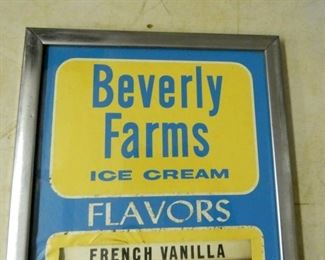 Beverly
Farms
ICE CREAM
FLAVORS
FRENCH VANILLA